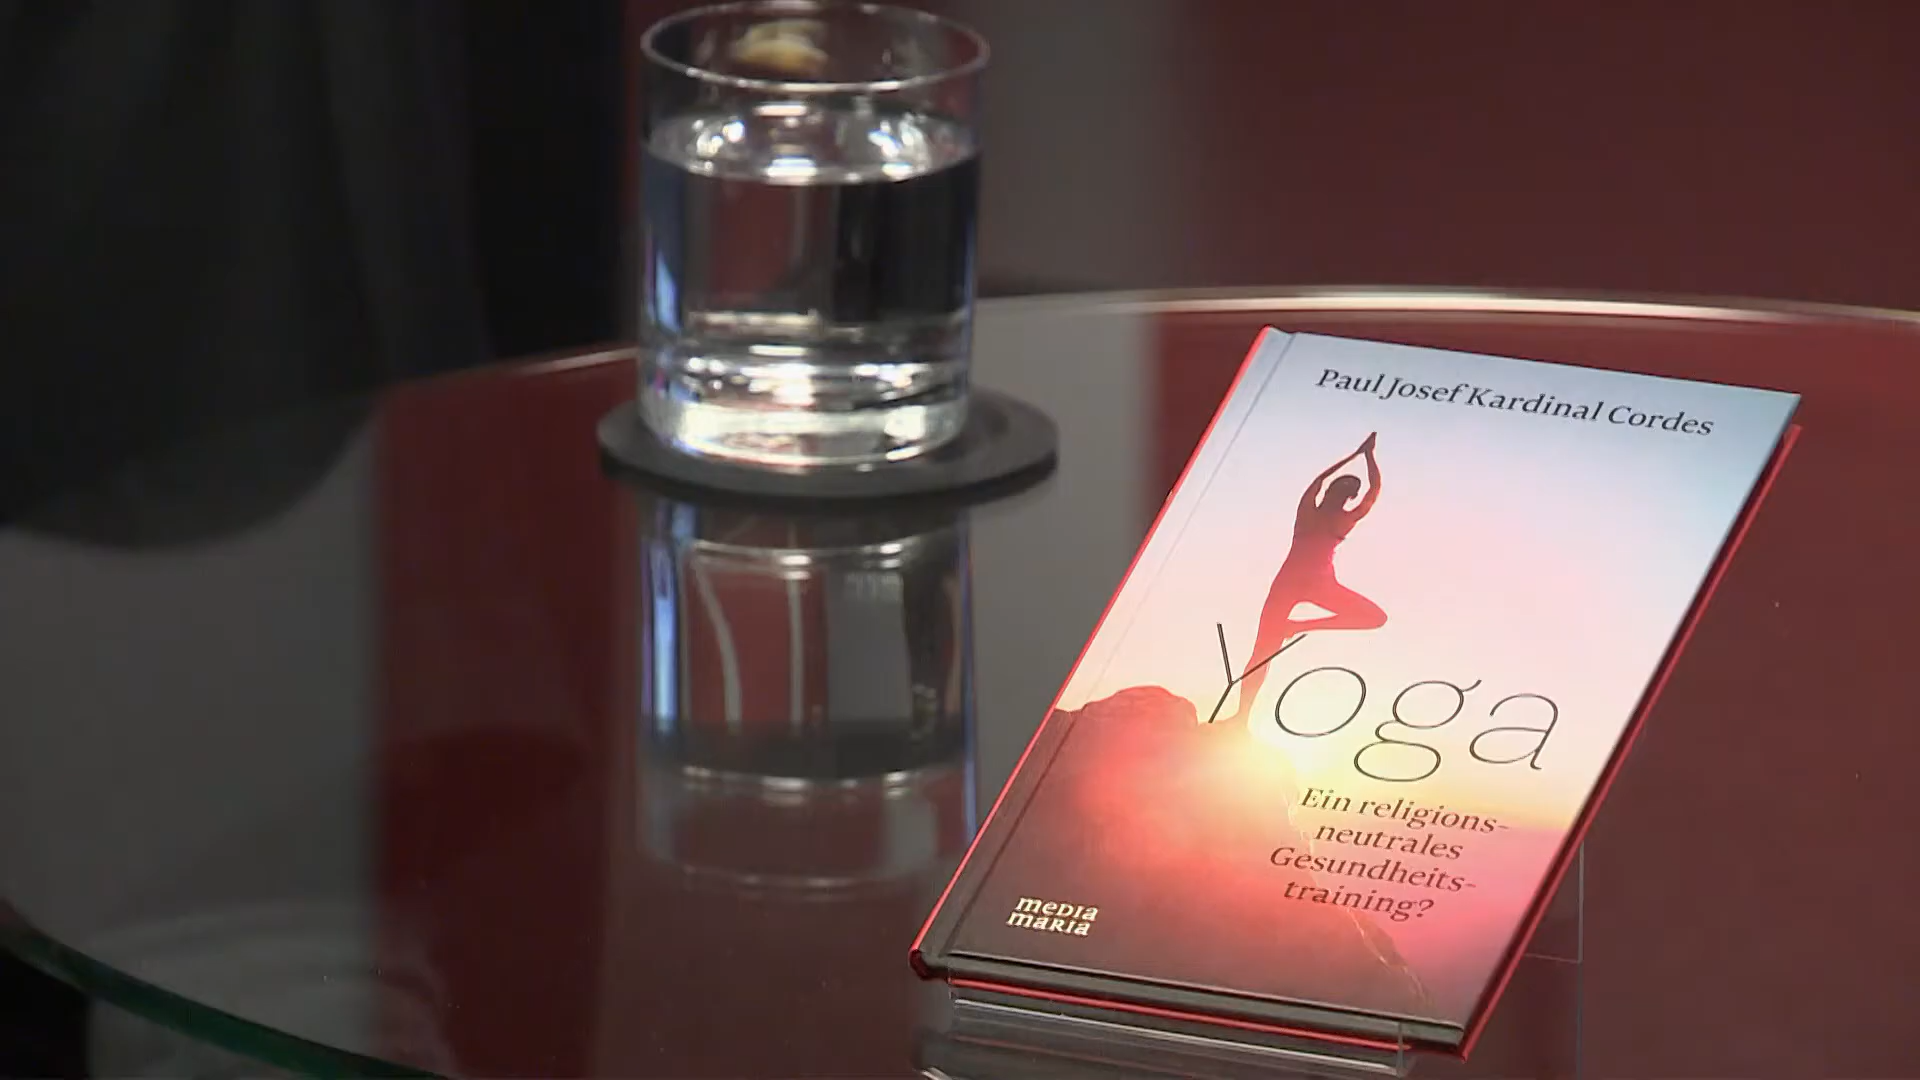 Paul Josef Kardinal Cordes
Yoga
Ein religions-
neutrales
Gesundheits-
training?
media
maria